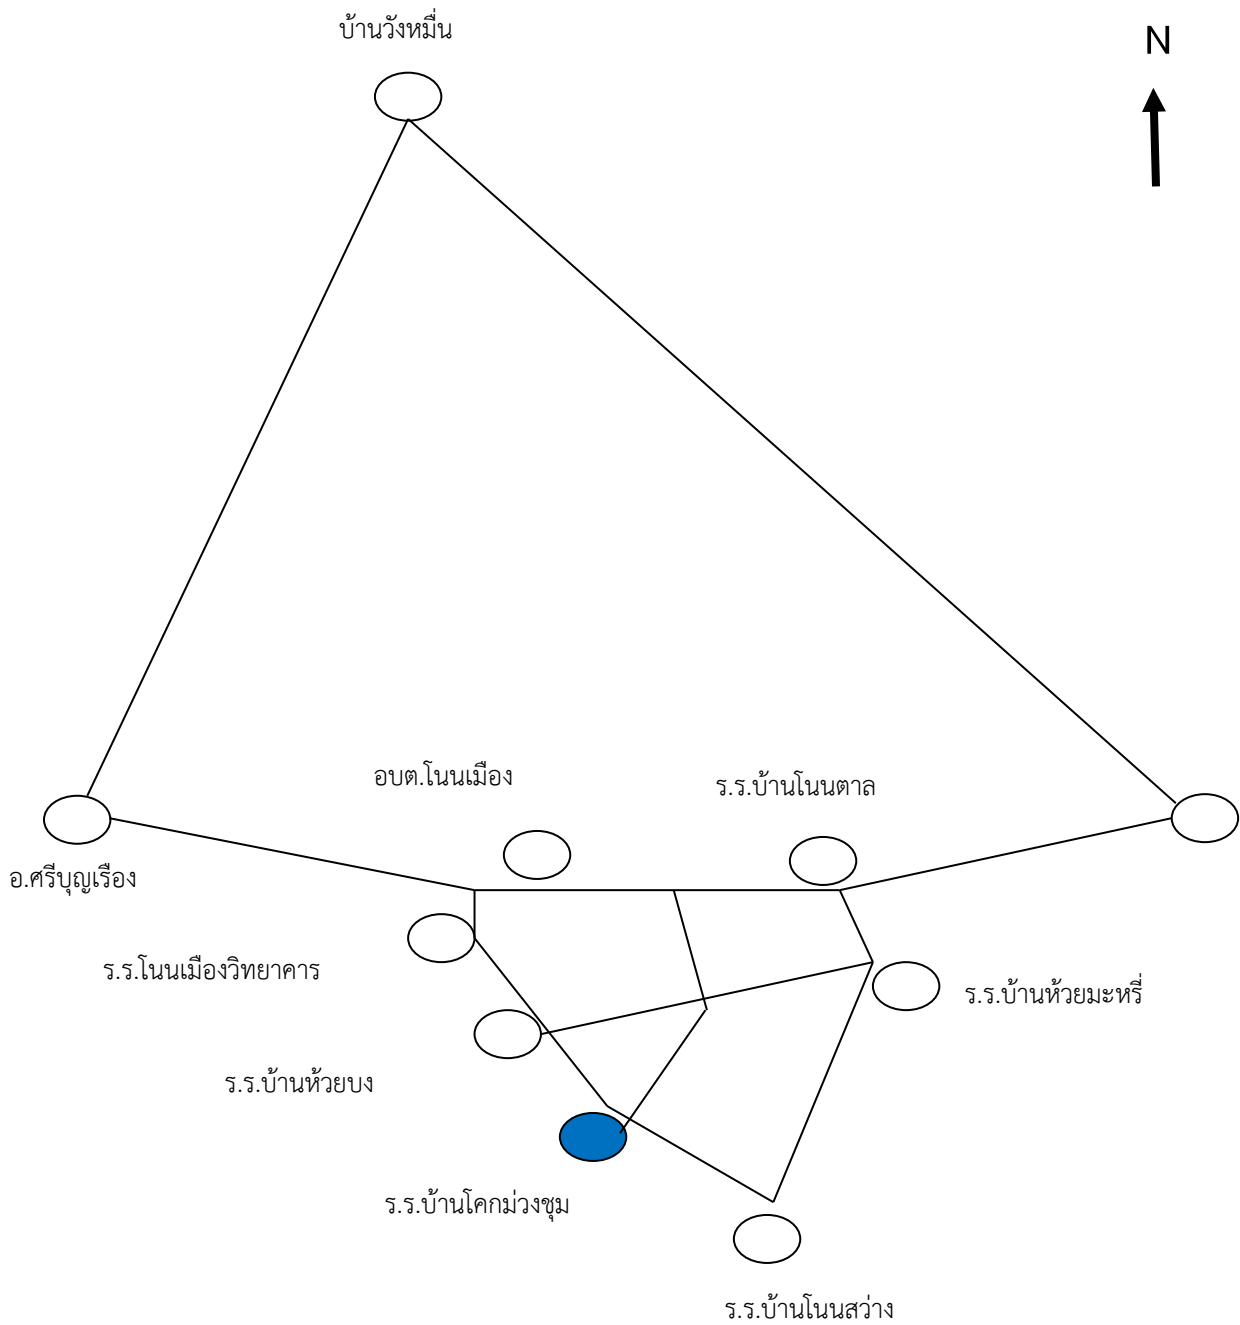 บ้านวังหมื่น
N
อบต.โนนเมือง
ร.ร.บ้านโนนตาล
อ.ศรีบุญเรือง
ร.ร.โนนเมืองวิทยาคาร
ร.ร.บ้านห้วยมะหรี่
ร.ร.บ้านห้วยบง
ร.ร.บ้านโคกม่วงชุม
ร.ร.บ้านโนนสว่าง